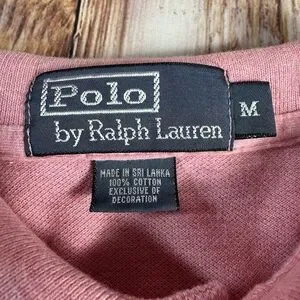 Polo
by Ralph Lauren
M
MADE IN SRI LANKA
100% COTTON
EXCLUSIVE OF
DECORATION